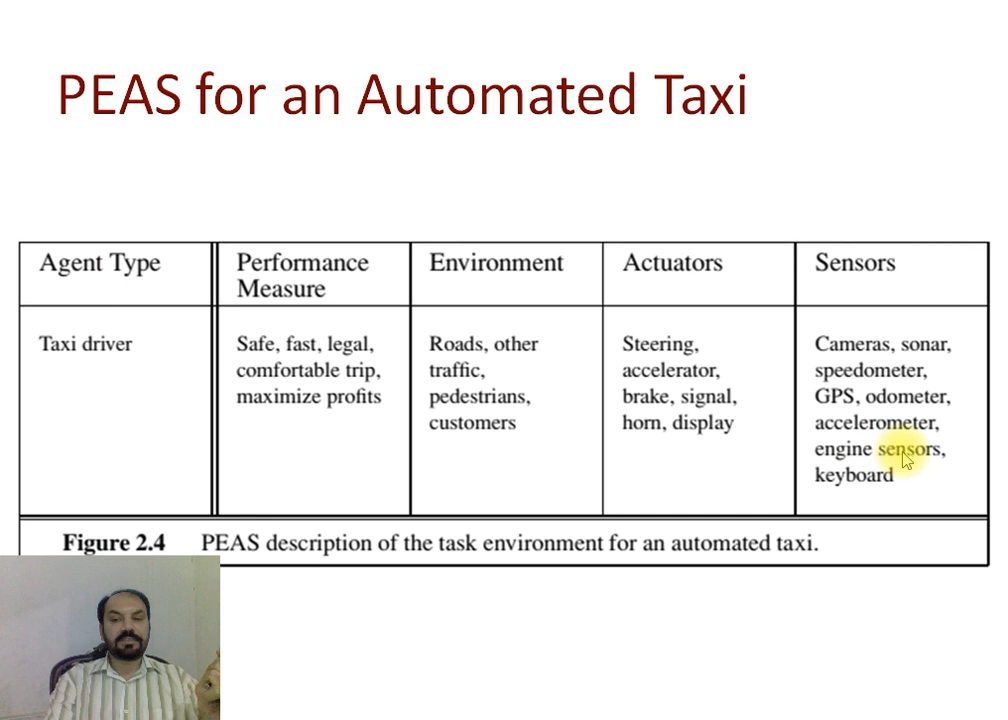 PEAS for an Automated Taxi
Agent Type
Performance
Measure
Environment
Actuators
Sensors
Taxi driver
Safe, fast, legal,
comfortable trip,
maximize profits
Roads, other
traffic,
pedestrians,
customers
Steering,
accelerator,
brake, signal,
horn, display
Cameras, sonar,
speedometer,
GPS, odometer,
accelerometer,
engine sensors,
keyboard
Figure 2.4 PEAS description of the task environment for an automated taxi.